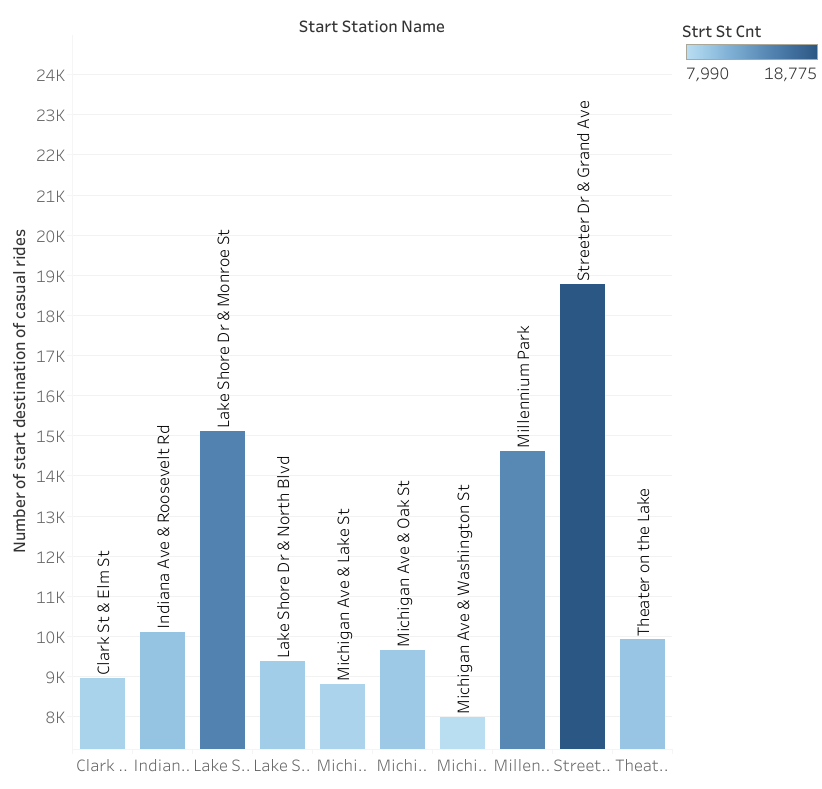 Start Station Name
Strt St Cnt
7,990 18,775
Number of start destination of casual rides
24K
23K
22K
21K
20K
19K
18K
17K
16K
15K
14K
13K
12K
11K
10K
9K
8K
Clark St & Elm St
Indiana Ave & Roosevelt Rd
Lake Shore Dr & Monroe St
Lake Shore Dr & North Blvd
Michigan Ave & Lake St
Michigan Ave & Oak St
Michigan Ave & Washington St
Millennium Park
Streeter Dr & Grand Ave
Theater on the Lake
Clark .. Indian.. Lake S.. Lake S.. Michi.. Michi.. Michi.. Millen.. Street.. Theat..